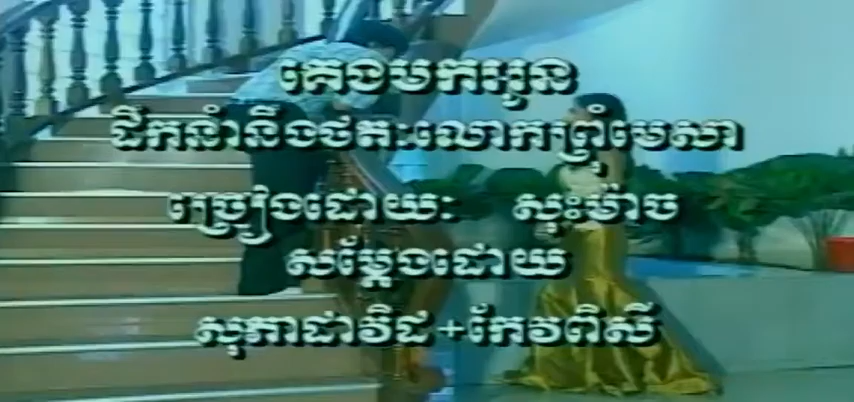 គេងមកអូន
ដឹកនាំនិងថត:លោកព្រុំមេសា
ច្រៀងដោយ: សុះម៉ាច
សម្ដែងដោយ
សុភាដាវីដ+កែវពិសី